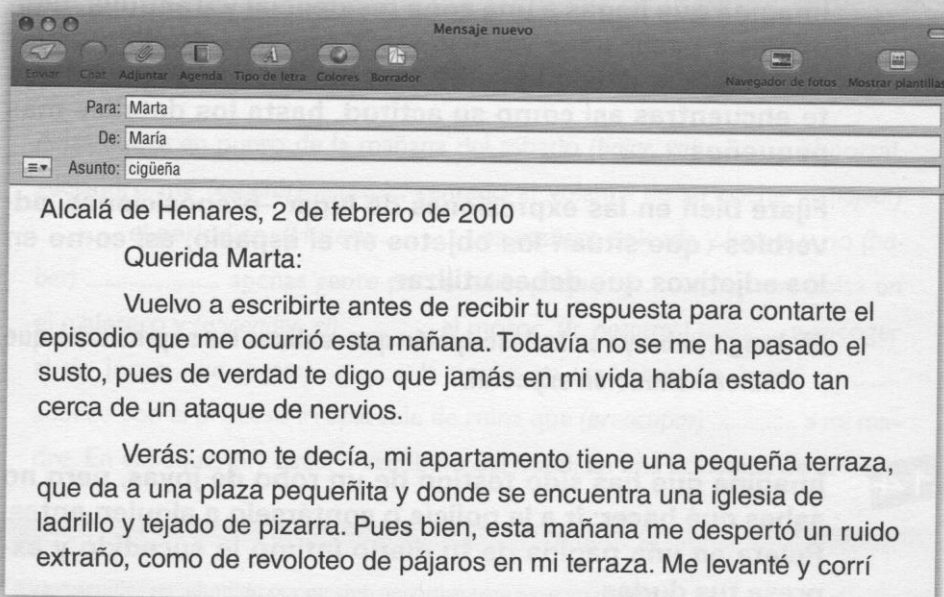 Mensaje nuevo
Enviar Chat Adjuntar Agenda Tipo de letra Colores Borrador Navegador de fotos Mostrar plantillas
Para: Marta
De: María
Asunto: cigüeña
Alcalá de Henares, 2 de febrero de 2010
Querida Marta:
Vuelvo a escribirte antes de recibir tu respuesta para contarte el
episodio que me ocurrió esta mañana. Todavía no se me ha pasado el
susto, pues de verdad te digo que jamás en mi vida había estado tan
cerca de un ataque de nervios.
Verás: como te decía, mi apartamento tiene una pequeña terraza,
que da a una plaza pequeñita y donde se encuentra una iglesia de
ladrillo y tejado de pizarra. Pues bien, esta mañana me despertó un ruido
extraño, como de revoloteo de pájaros en mi terraza. Me levanté y corrí